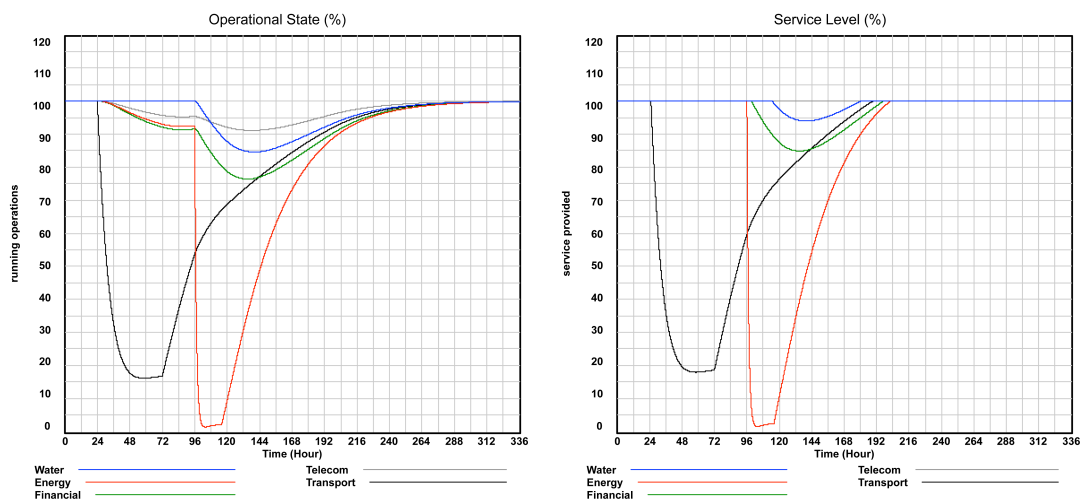 Operational State (%)
120
110
100
90
80
70
60
50
40
30
20
10
0
running operations
0 24 48 72 96 120 144 168 192 216 240 264 288 312 336
Time (Hour)
Water
Energy
Financial
Telecom
Transport
Service Level (%)
120
110
100
90
80
70
60
50
40
30
20
10
0
service provided
0 24 48 72 96 120 144 168 192 216 240 264 288 312 336
Time (Hour)
Water
Energy
Financial
Telecom
Transport